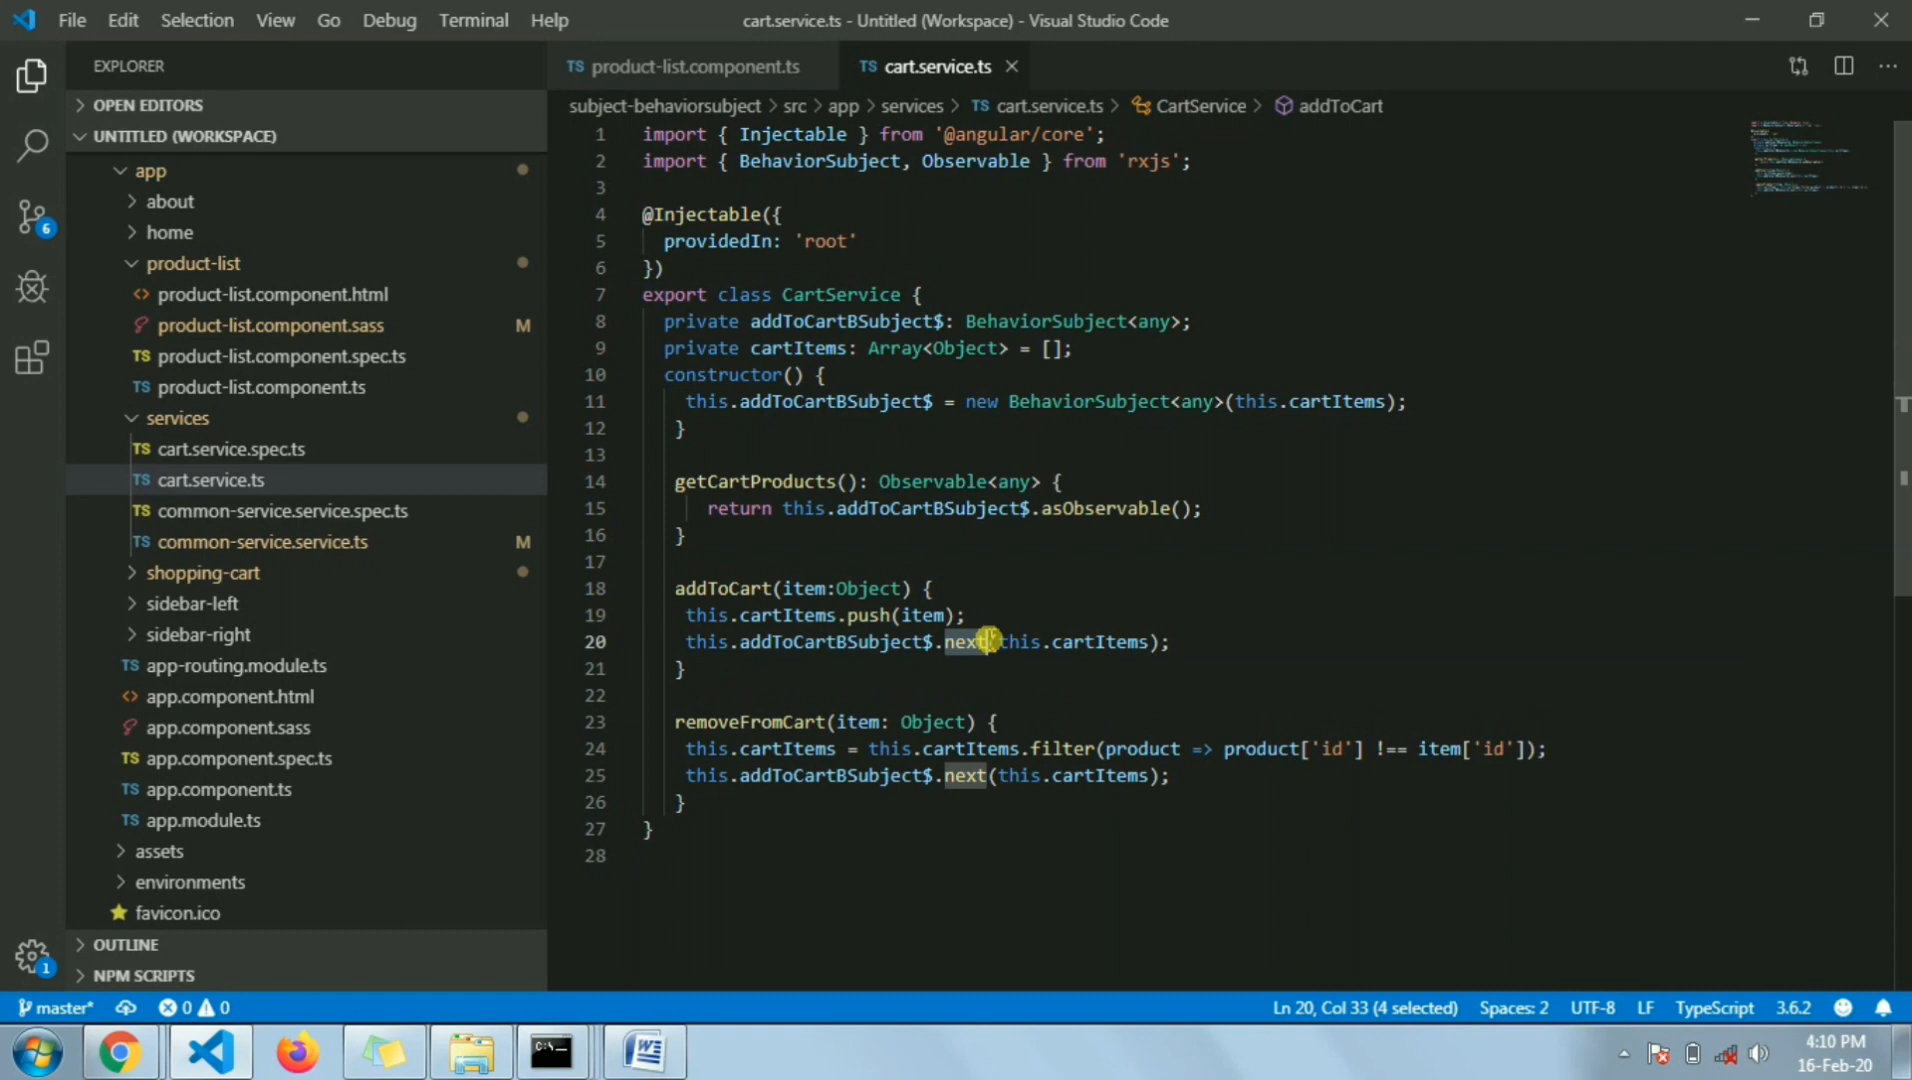 File Edit Selection View Go Debug Terminal Help cart.service.ts - Untitled (Workspace) - Visual Studio Code
EXPLORER
OPEN EDITORS
UNTITLED (WORKSPACE)
app
about
home
product-list
product-list.component.html
product-list.component.sass M
product-list.component.spec.ts
product-list.component.ts
services
cart.service.spec.ts
cart.service.ts
common-service.service.spec.ts
common-service.service.ts M
shopping-cart
sidebar-left
sidebar-right
app-routing.module.ts
app.component.html
app.component.sass
app.component.spec.ts
app.component.ts
app.module.ts
assets
environments
favicon.ico
OUTLINE
NPM SCRIPTS
6
1
TS product-list.component.ts TS cart.service.ts
subject-behaviorsubject > src > app > services > TS cart.service.ts > CartService > addToCart
1 import { Injectable } from '@angular/core';
2 import { BehaviorSubject, Observable } from 'rxjs';
3
4 @Injectable({
5 providedIn: 'root'
6 })
7 export class CartService {
8 private addToCartBSubject$: BehaviorSubject<any>;
9 private cartItems: Array<Object> = [];
10 constructor() {
11 this.addToCartBSubject$ = new BehaviorSubject<any>(this.cartItems);
12 }
13
14 getCartProducts(): Observable<any> {
15 return this.addToCartBSubject$.asObservable();
16 }
17
18 addToCart(item:Object) {
19 this.cartItems.push(item);
20 this.addToCartBSubject$.next(this.cartItems);
21 }
22
23 removeFromCart(item: Object) {
24 this.cartItems = this.cartItems.filter(product => product['id'] !== item['id']);
25 this.addToCartBSubject$.next(this.cartItems);
26 }
27 }
28
master* 0 0 Ln 20, Col 33 (4 selected) Spaces: 2 UTF-8 LF TypeScript 3.6.2
4:10 PM
16-Feb-20